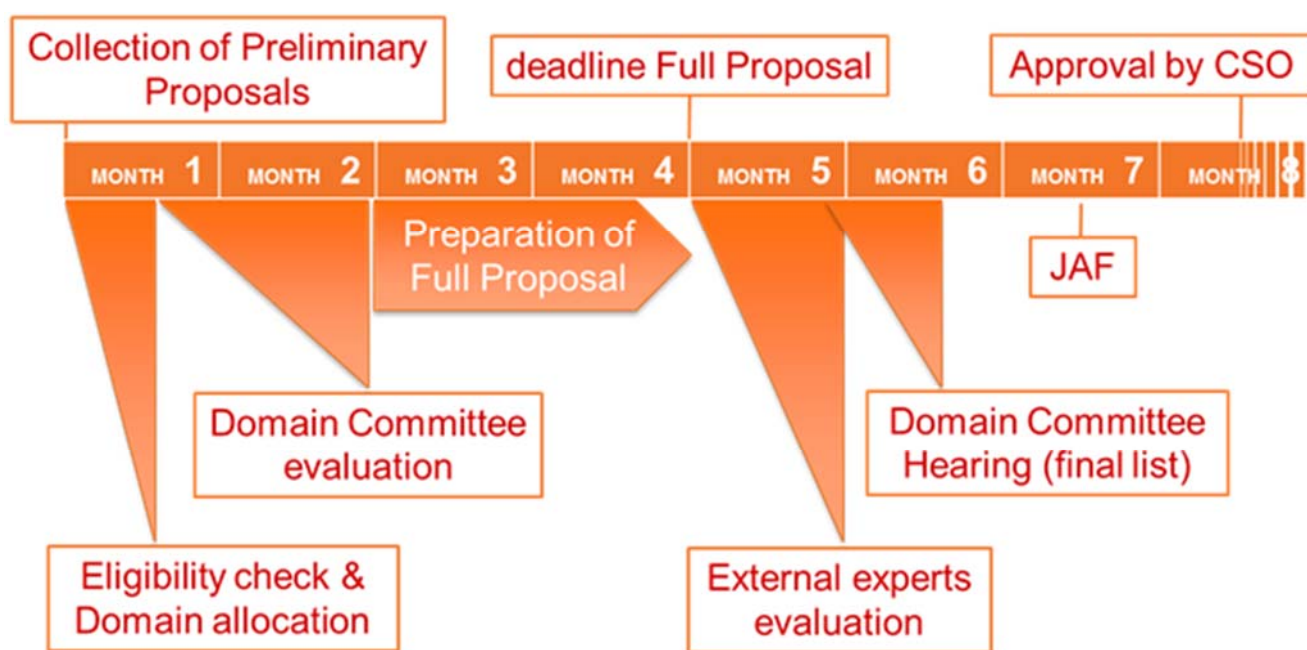 Collection of Preliminary
Proposals
deadline Full Proposal
Approval by CSO
MONTH 1
MONTH 2
MONTH 3
MONTH 4
MONTH 5
MONTH 6
MONTH 7
MONTH 8
Preparation of
Full Proposal
JAF
Domain Committee
evaluation
Domain Committee
Hearing (final list)
Eligibility check &
Domain allocation
External experts
evaluation